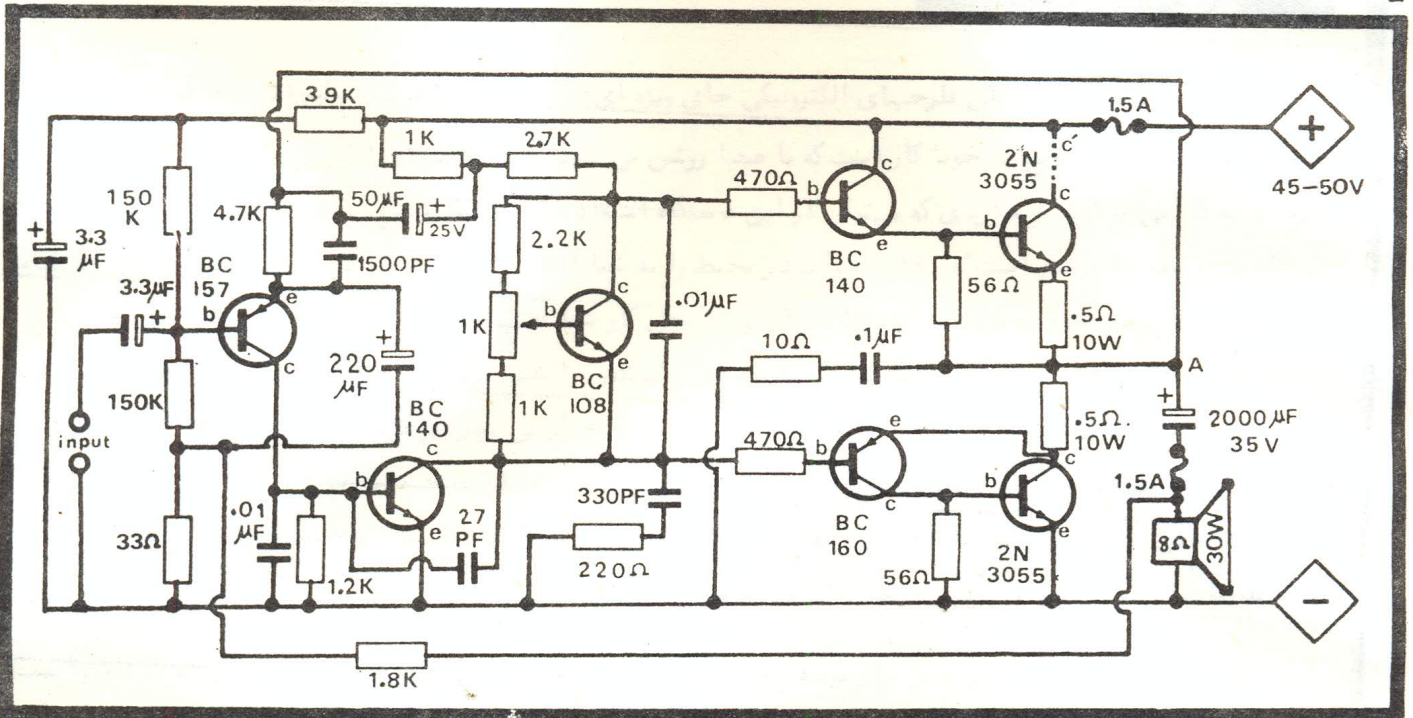 39K
1.5A
+
45-50V
1K
2.7K
c
c'
2N
3055
c
470Ω
b
e
b
e
BC
140
56Ω
.5Ω
10W
150
K
4.7K
50µF
+
25V
1500PF
2.2K
+
3.3
µF
BC
157
e
b
c
3.3µF
+
c
1K
b
e
.01µF
BC
108
+
220
µF
10Ω
.1µF
A
150K
1K
+
2000µF
35V
.5Ω.
10W
input
BC
140
c
b
e
470Ω
b
e
c
BC
160
c
b
e
2N
3055
1.5A
33Ω
.01
µF
1.2K
27
PF
330PF
220Ω
56Ω
8Ω
30W
-
1.8K